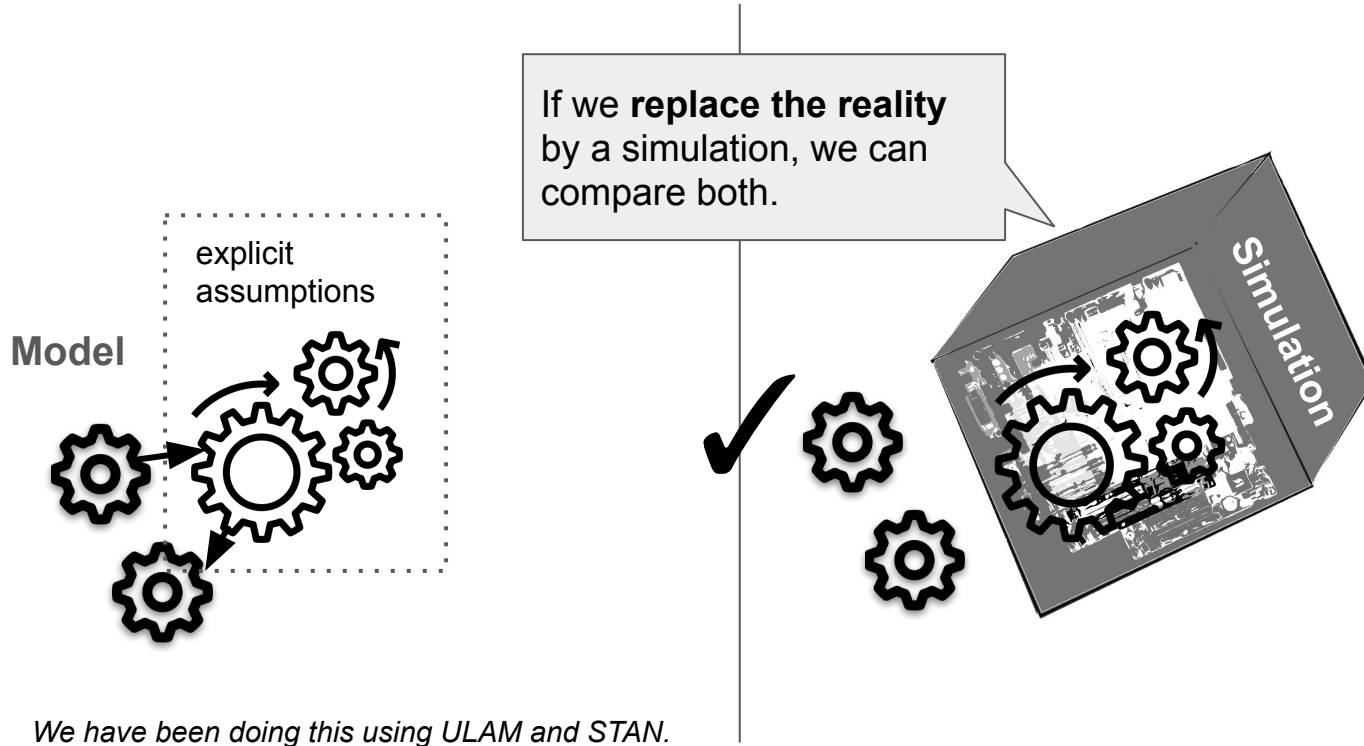 If we replace the reality
by a simulation, we can
compare both.
explicit
assumptions
Model
Simulation
We have been doing this using ULAM and STAN.